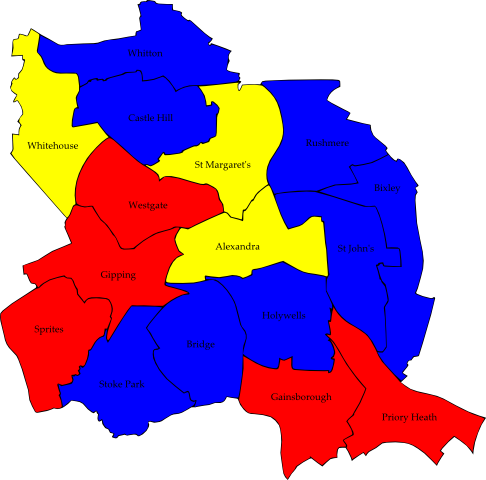 Whitton
Castle Hill
Rushmere
Whitehouse
St Margaret's
Bixley
Westgate
Alexandra
St John's
Gipping
Sprites
Holywells
Bridge
Stoke Park
Gainsborough
Priory Heath